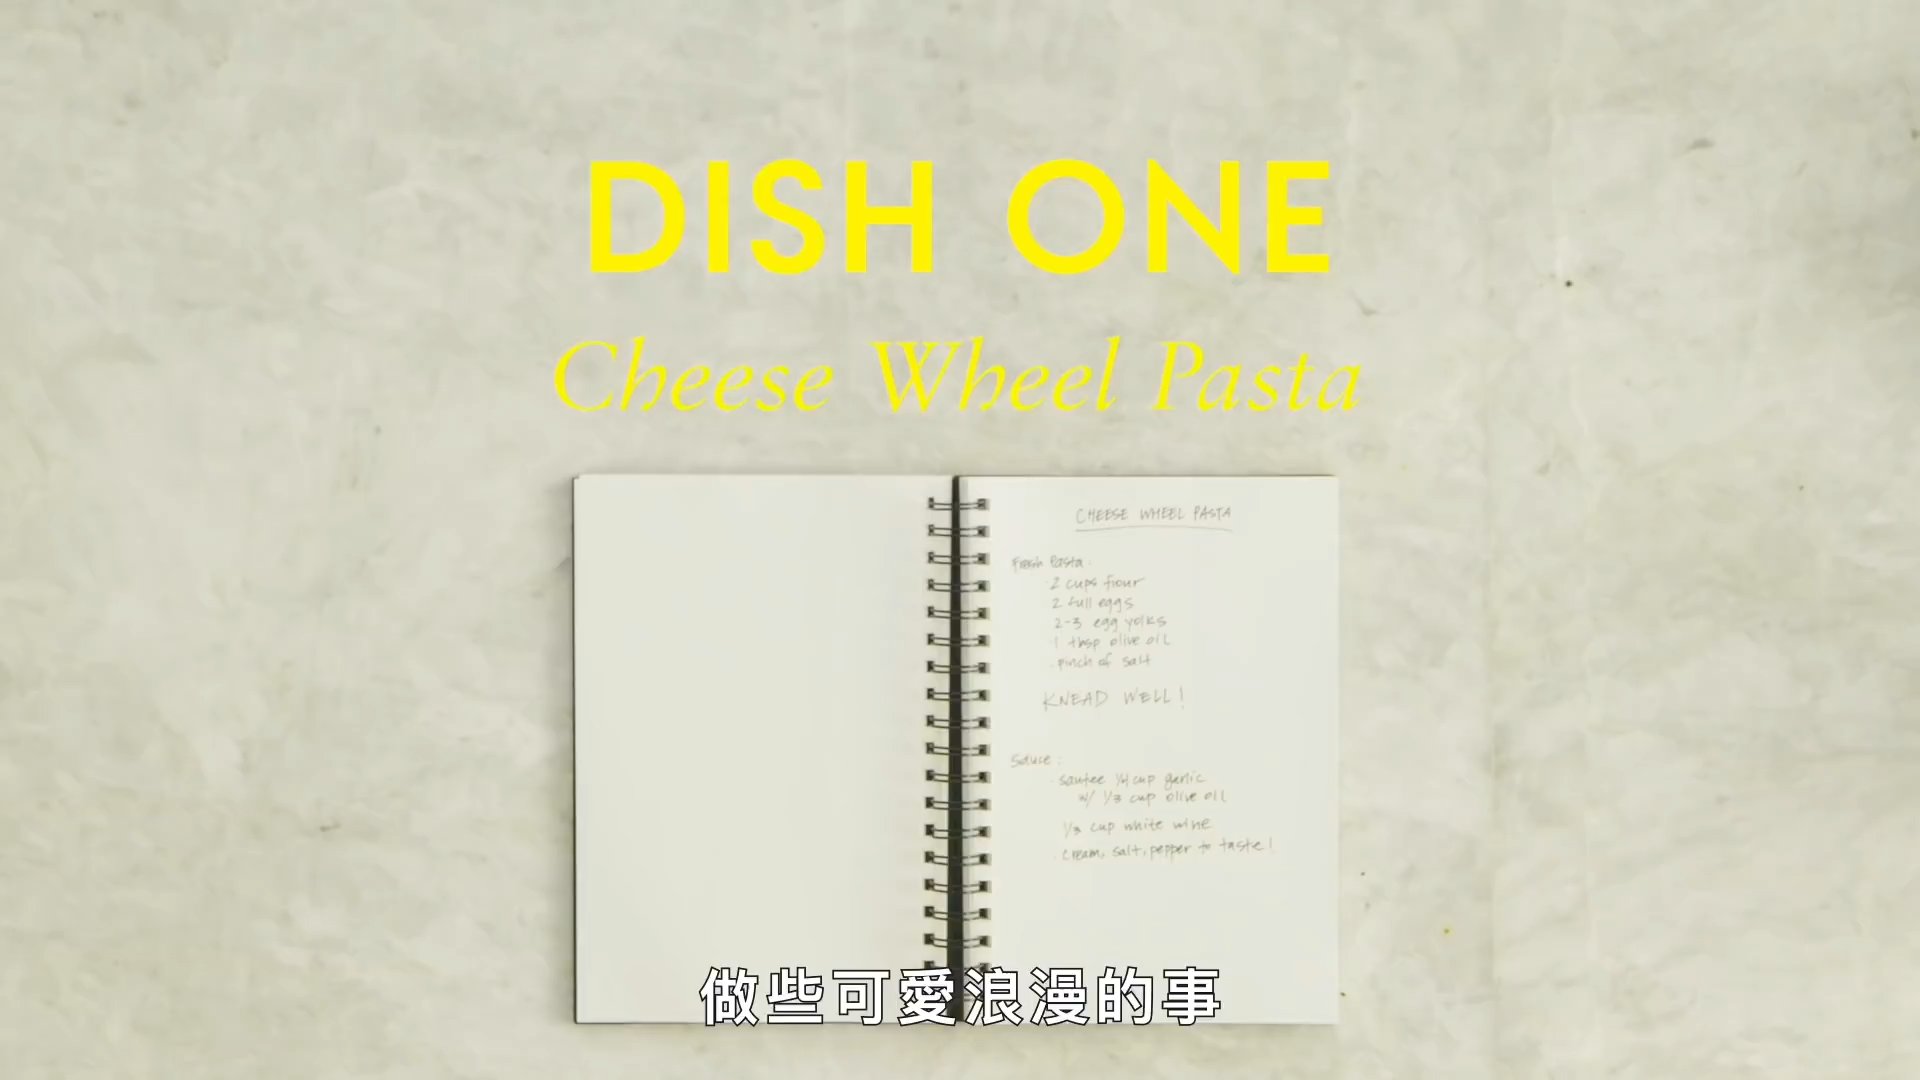 DISH ONE
Cheese Wheel Pasta
CHEESE WHEEL PASTA
Fresh Pasta:
· 2 cups flour
2 full eggs
2-3 egg yolks
1 tbsp olive oil
· pinch of salt
KNEAD WELL!
Sauce:
· sautee 1/4 cup garlic
w/ 1/3 cup olive oil
1/3 cup white wine
· cream, salt, pepper to taste!
做些可愛浪漫的事